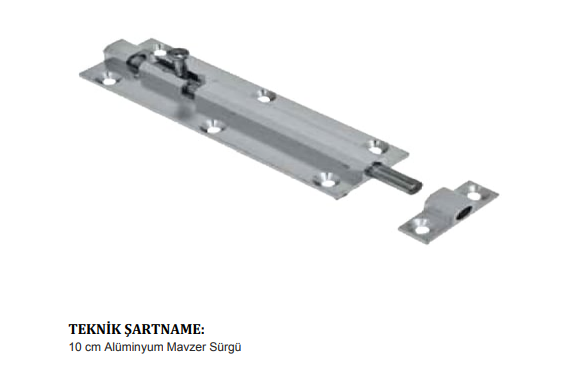 TEKNİK ŞARTNAME:
10 cm Alüminyum Mavzer Sürgü